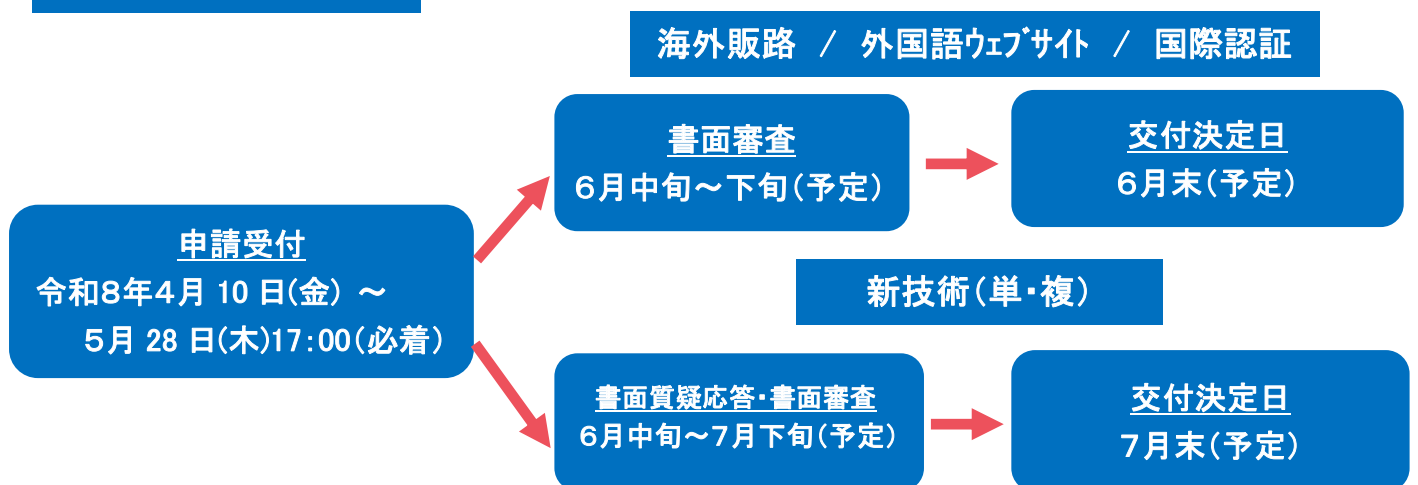 海外販路 / 外国語ｳｪﾌﾞｻｲﾄ / 国際認証
書面審査
６月中旬～下旬（予定）
交付決定日
６月末（予定）
申請受付
令和８年４月 10 日(金) ～
５月 28 日(木)17:00（必着）
新技術（単・複）
書面質疑応答・書面審査
６月中旬～７月下旬（予定）
交付決定日
７月末（予定）